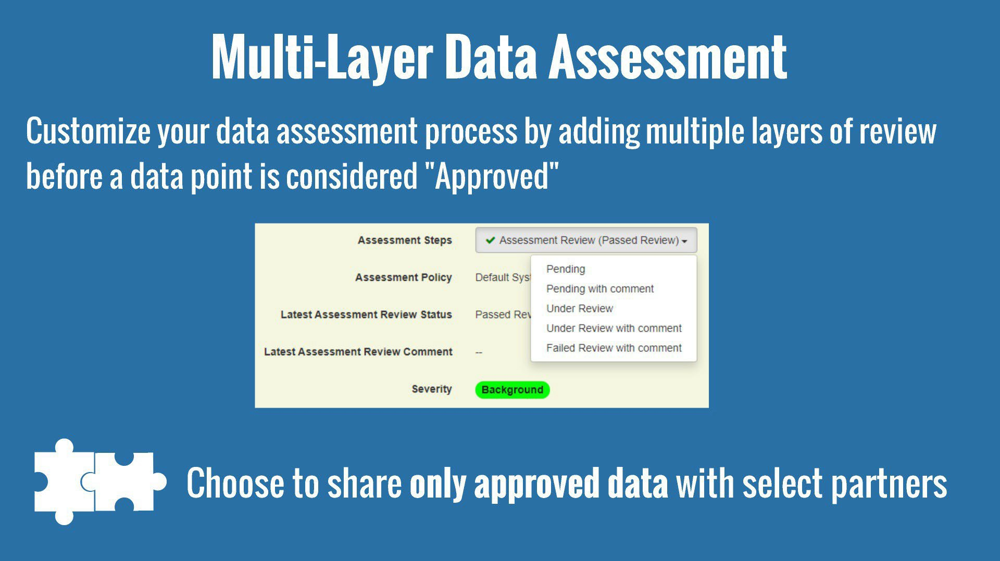 Multi-Layer Data Assessment
Customize your data assessment process by adding multiple layers of review
before a data point is considered "Approved"
Assessment Steps
Assessment Review (Passed Review)
Pending
Assessment Policy
Default Syst
Pending with comment
Under Review
Latest Assessment Review Status
Passed Rev
Under Review with comment
Latest Assessment Review Comment
--
Failed Review with comment
Severity
Background
Choose to share only approved data with select partners